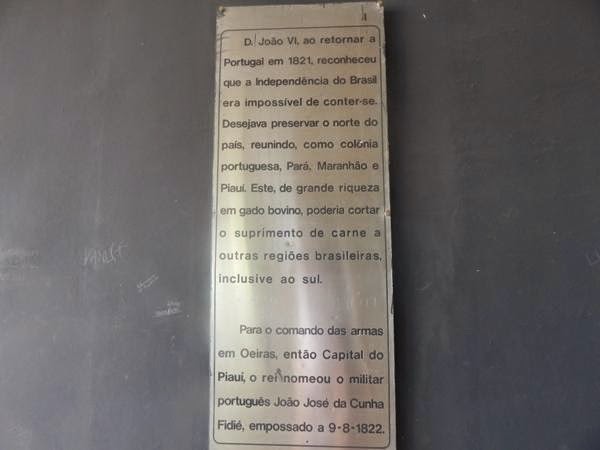 D. João VI, ao retornar a
Portugal em 1821, reconheceu
que a Independência do Brasil
era impossível de conter-se.
Desejava preservar o norte do
país, reunindo, como colônia
portuguesa, Pará, Maranhão e
Piauí. Este, de grande riqueza
em gado bovino, poderia cortar
o suprimento de carne a
outras regiões brasileiras,
inclusive ao sul.
Para o comando das armas
em Oeiras, então Capital do
Piauí, o rei nomeou o militar
português João José da Cunha
Fidié, empossado a 9-8-1822.